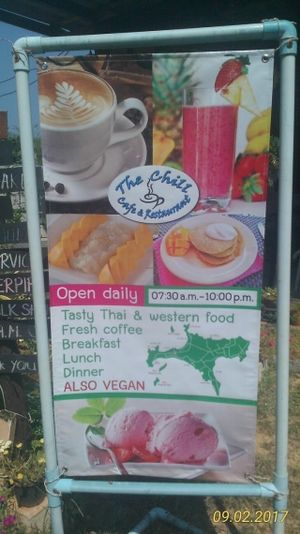 The Chill
Cafe & Restaurant
Open daily 07:30 a.m.-10:00 p.m.
Tasty Thai & western food
Fresh coffee
Breakfast
Lunch
Dinner
ALSO VEGAN
09.02.2017